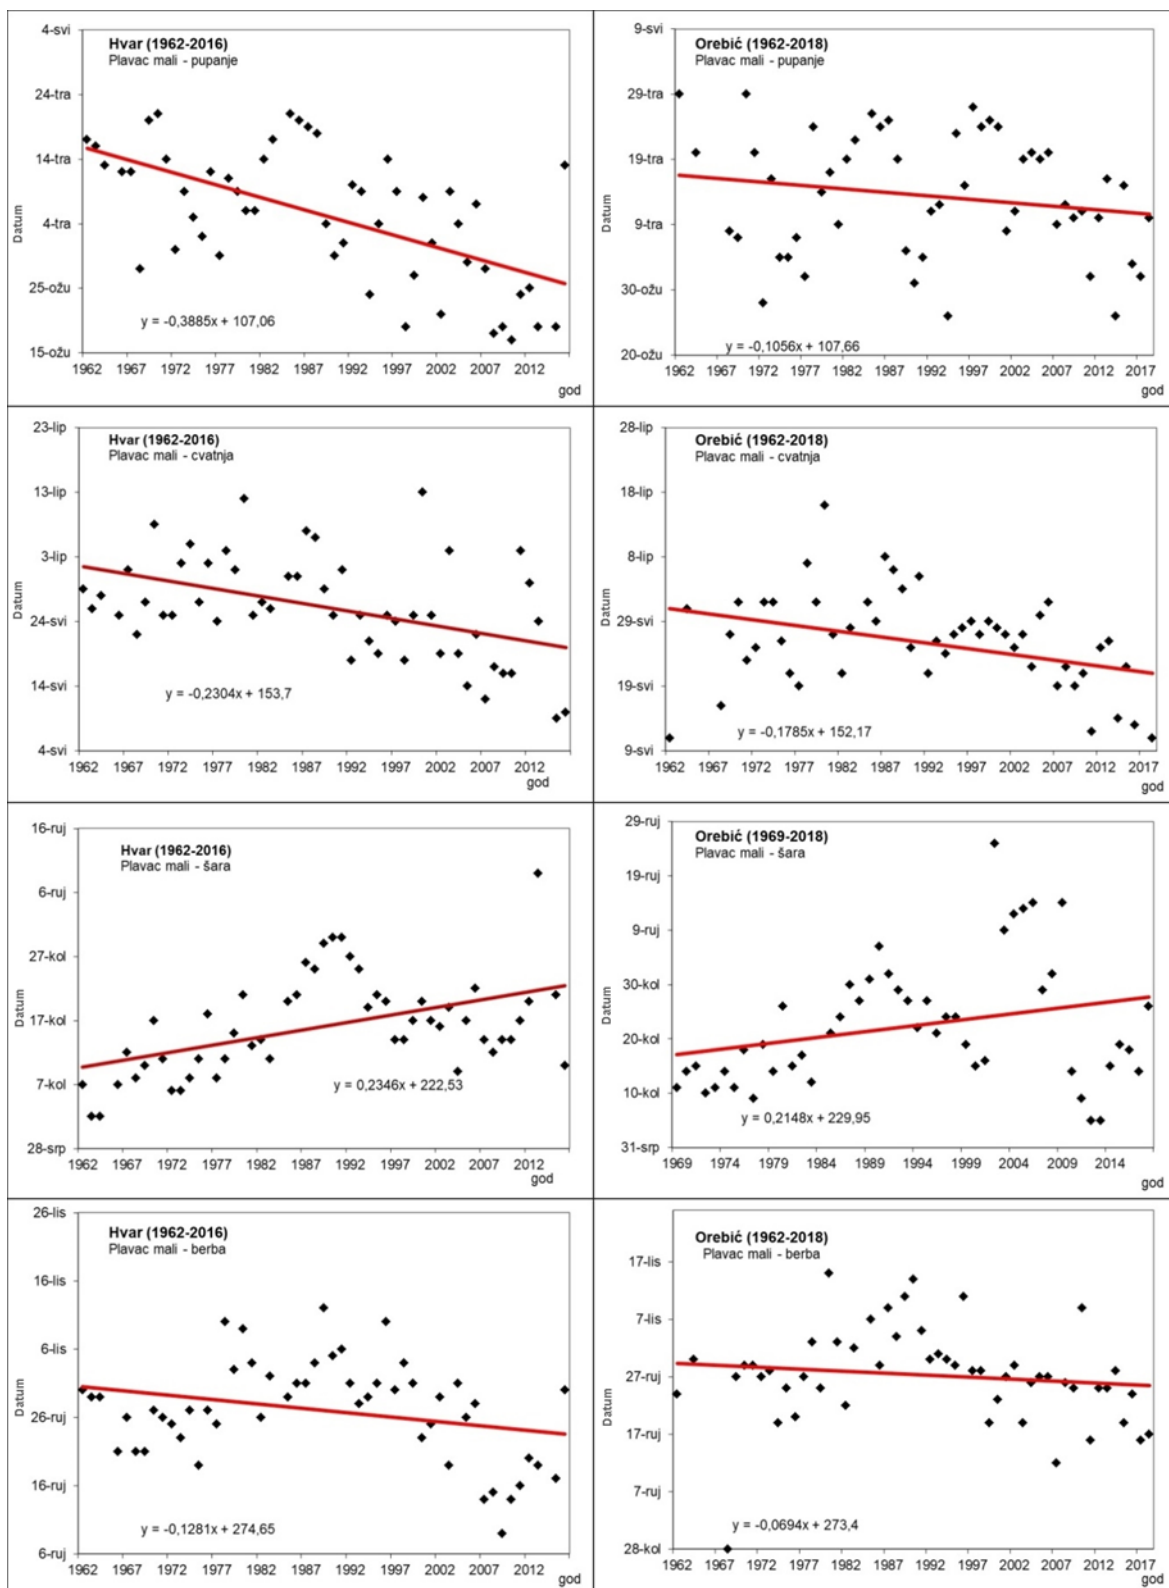 Hvar (1962-2016)
Plavac mali - pupanje
4-svi
24-tra
14-tra
4-tra
25-ožu
15-ožu
Datum
y = -0,3885x + 107,06
1962 1967 1972 1977 1982 1987 1992 1997 2002 2007 2012
god
Orebić (1962-2018)
Plavac mali - pupanje
9-svi
29-tra
19-tra
9-tra
30-ožu
20-ožu
Datum
y = -0,1056x + 107,66
1962 1967 1972 1977 1982 1987 1992 1997 2002 2007 2012 2017
god
Hvar (1962-2016)
Plavac mali - cvatnja
23-lip
13-lip
3-lip
24-svi
14-svi
4-svi
Datum
y = -0,2304x + 153,7
1962 1967 1972 1977 1982 1987 1992 1997 2002 2007 2012
god
Orebić (1962-2018)
Plavac mali - cvatnja
28-lip
18-lip
8-lip
29-svi
19-svi
9-svi
Datum
y = -0,1785x + 152,17
1962 1967 1972 1977 1982 1987 1992 1997 2002 2007 2012 2017
god
Hvar (1962-2016)
Plavac mali - šara
16-ruj
6-ruj
27-kol
17-kol
7-kol
28-srp
Datum
y = 0,2346x + 222,53
1962 1967 1972 1977 1982 1987 1992 1997 2002 2007 2012
god
Orebić (1969-2018)
Plavac mali - šara
29-ruj
19-ruj
9-ruj
30-kol
20-kol
10-kol
31-srp
Datum
y = 0,2148x + 229,95
1969 1974 1979 1984 1989 1994 1999 2004 2009 2014
god
Hvar (1962-2016)
Plavac mali - berba
26-lis
16-lis
6-lis
26-ruj
16-ruj
6-ruj
Datum
y = -0,1281x + 274,65
1962 1967 1972 1977 1982 1987 1992 1997 2002 2007 2012
god
Orebić (1962-2018)
Plavac mali - berba
17-lis
7-lis
27-ruj
17-ruj
7-ruj
28-kol
Datum
y = -0,0694x + 273,4
1962 1967 1972 1977 1982 1987 1992 1997 2002 2007 2012 2017
god